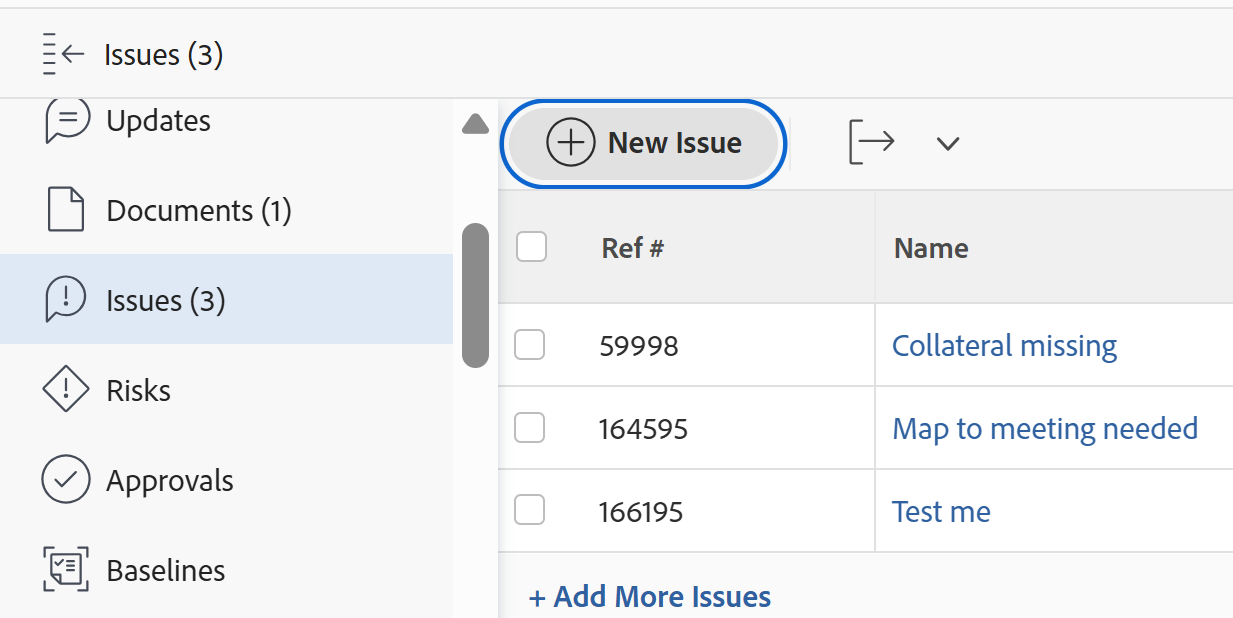 Issues (3)
Updates
Documents (1)
Issues (3)
Risks
Approvals
Baselines
New Issue
Ref # Name
59998 Collateral missing
164595 Map to meeting needed
166195 Test me
+ Add More Issues